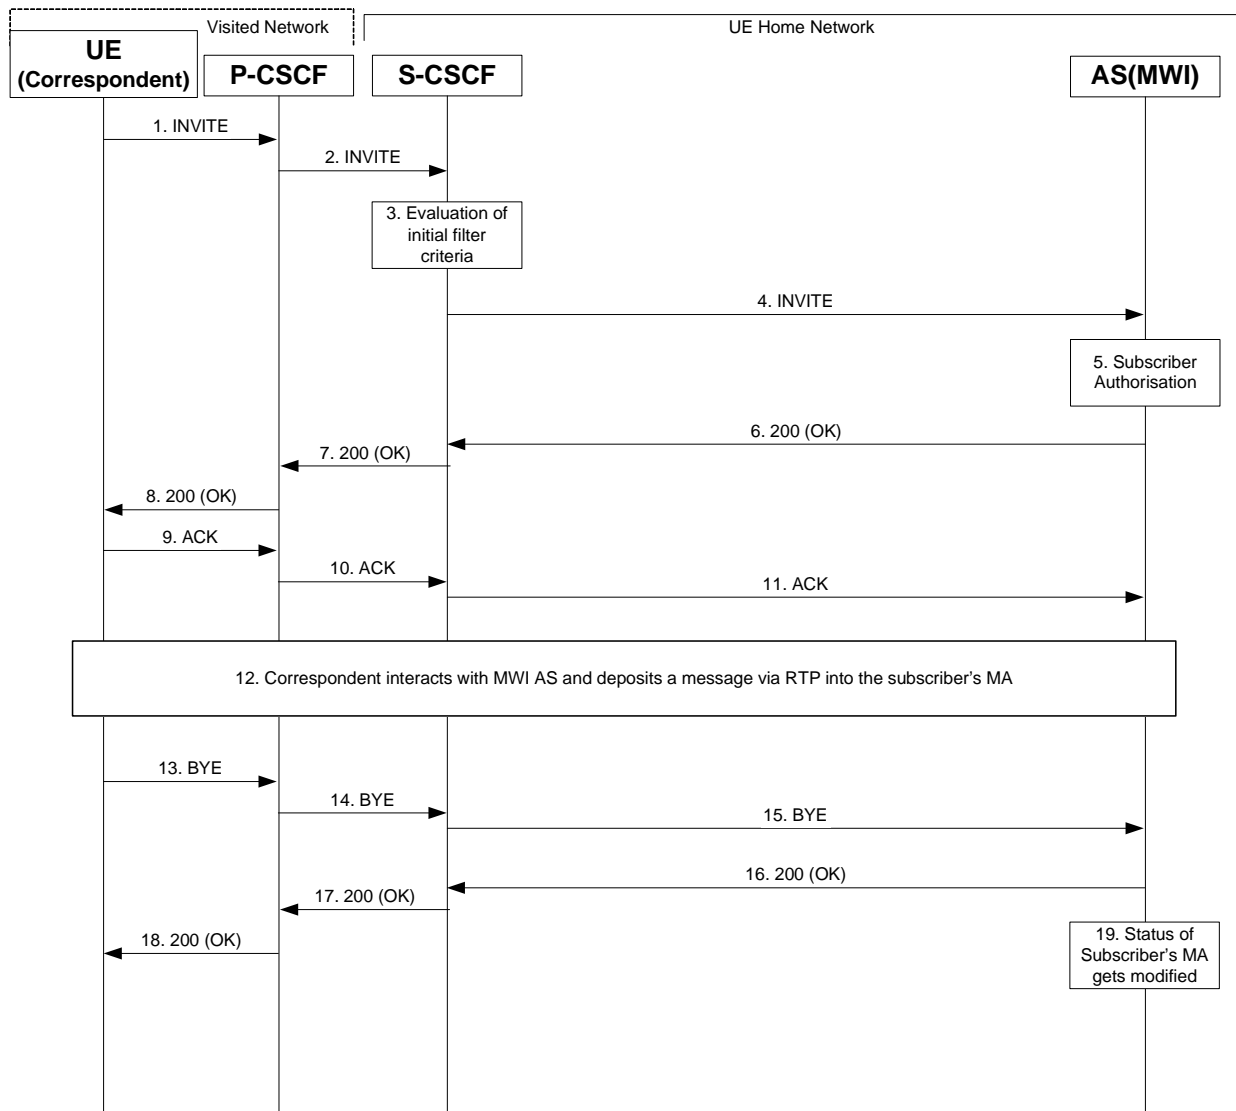 Visited Network
UE Home Network
UE
(Correspondent)
P-CSCF
S-CSCF
AS(MWI)
1. INVITE
2. INVITE
3. Evaluation of
initial filter
criteria
4. INVITE
5. Subscriber
Authorisation
6. 200 (OK)
7. 200 (OK)
8. 200 (OK)
9. ACK
10. ACK
11. ACK
12. Correspondent interacts with MWI AS and deposits a message via RTP into the subscriber's MA
13. BYE
14. BYE
15. BYE
16. 200 (OK)
17. 200 (OK)
18. 200 (OK)
19. Status of
Subscriber's MA
gets modified